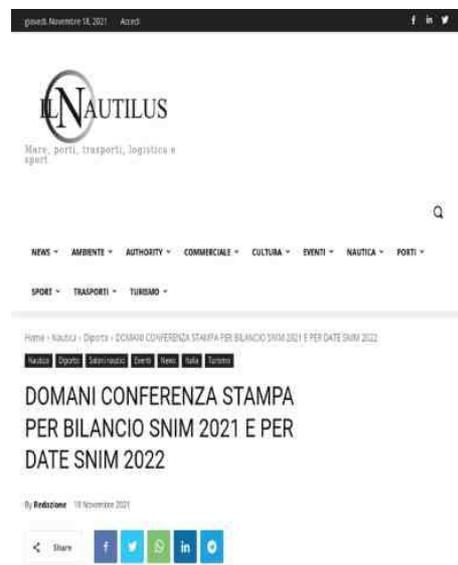 giovedì, Novembre 18, 2021 Accedi
IL NAUTILUS
Mare, porti, trasporti, logistica e
sport
NEWS AMBIENTE AUTHORITY COMMERCIALE CULTURA EVENTI NAUTICA PORTI
SPORT TRASPORTI TURISMO
Home › Nautica › Diporto › DOMANI CONFERENZA STAMPA PER BILANCIO SNIM 2021 E PER DATE SNIM 2022
Nautica Diporto Saloni nautici Eventi News Italia Turismo
DOMANI CONFERENZA STAMPA
PER BILANCIO SNIM 2021 E PER
DATE SNIM 2022
By Redazione 18 Novembre 2021
Share